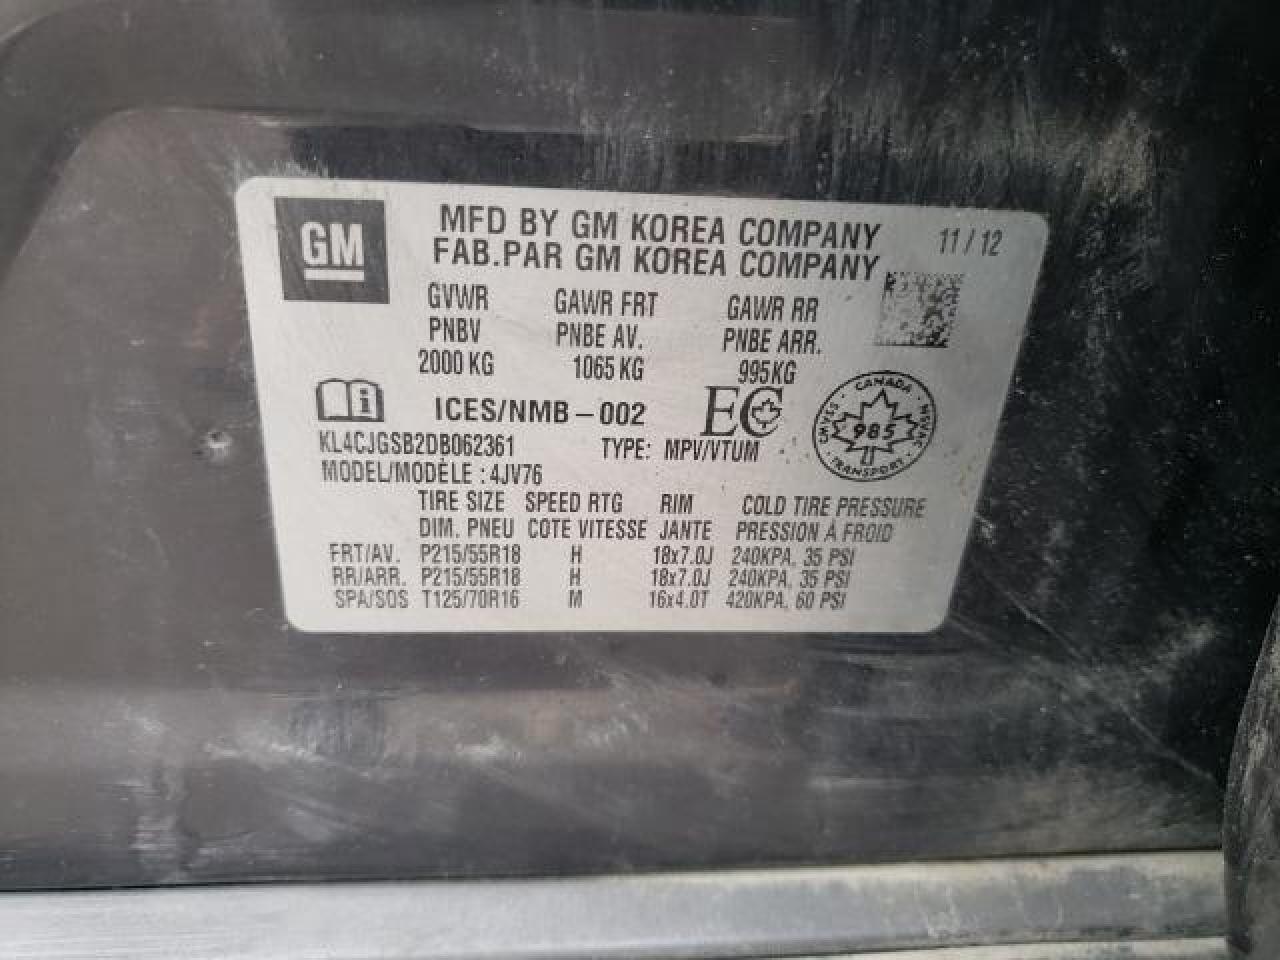 GM
MFD BY GM KOREA COMPANY
FAB.PAR GM KOREA COMPANY
11/12
GVWR GAWR FRT GAWR RR
PNBV PNBE AV. PNBE ARR.
2000 KG 1065 KG 995KG
i ICES/NMB-002 EC
KL4CJGSB2DB062361 TYPE: MPV/VTUM
CANADA
985
TRANSPORT
MODEL/MODÈLE : 4JV76
TIRE SIZE SPEED RTG RIM COLD TIRE PRESSURE
DIM. PNEU COTE VITESSE JANTE PRESSION À FROID
FRT/AV. P215/55R18 H 18x7.0J 240KPA, 35 PSI
RR/ARR. P215/55R18 H 18x7.0J 240KPA, 35 PSI
SPA/SOS T125/70R16 M 16x4.0T 420KPA, 60 PSI